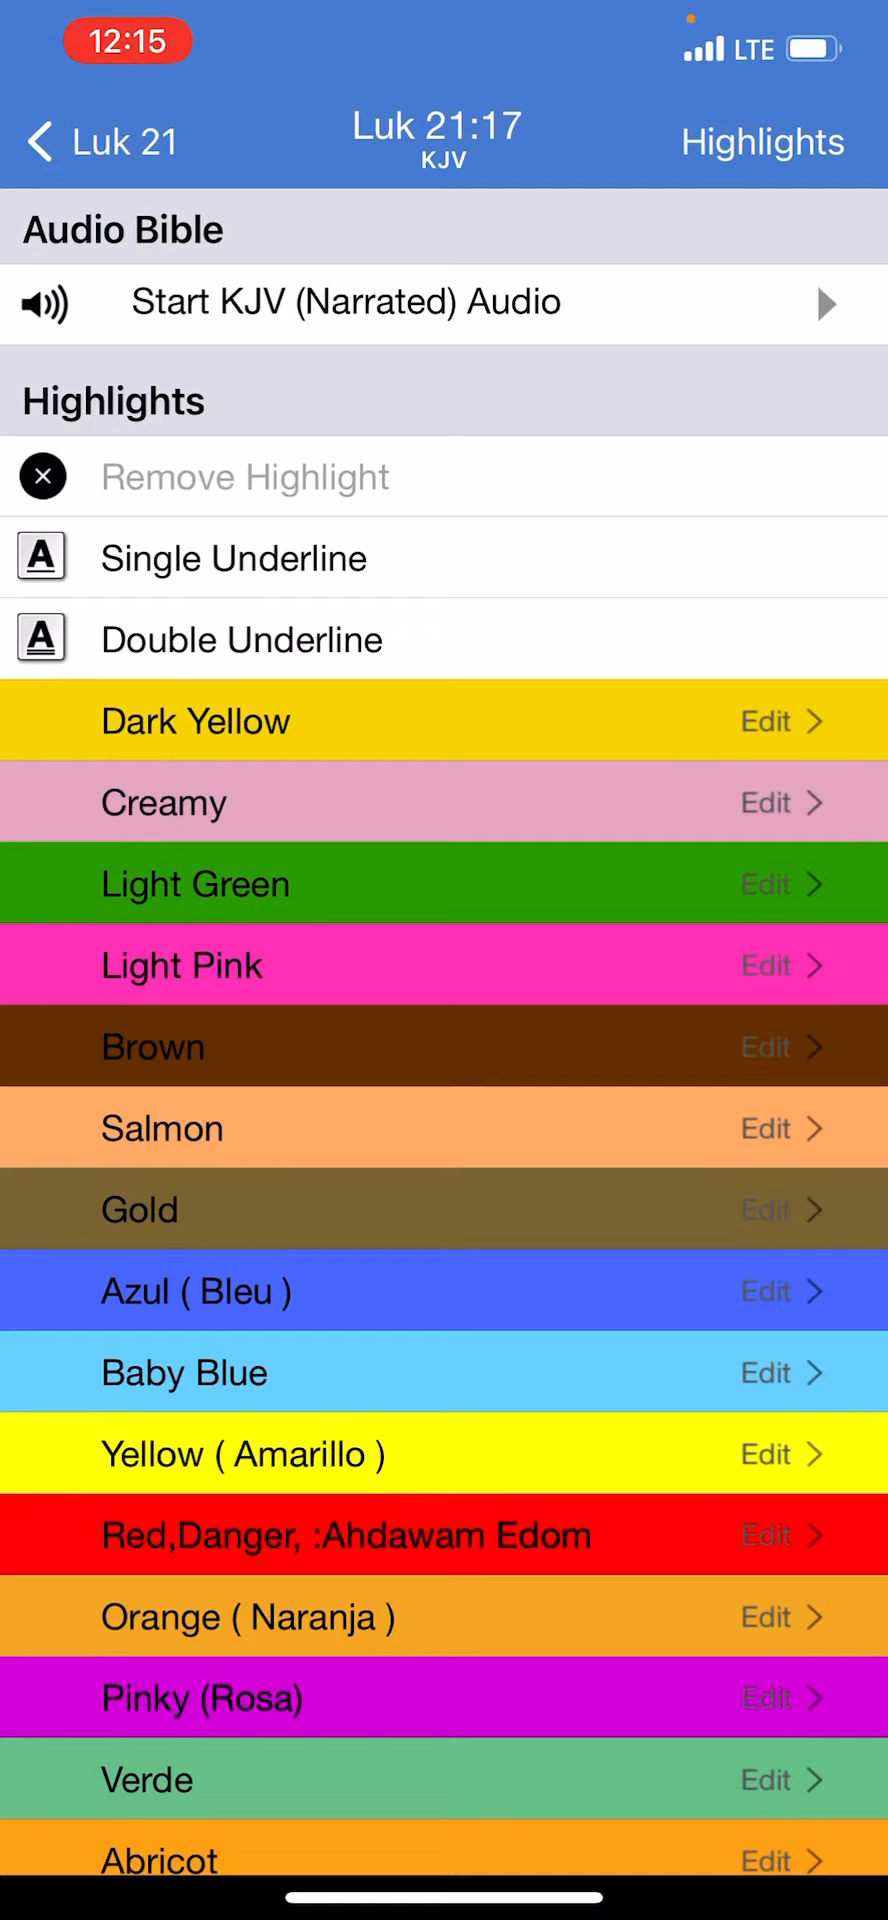 12:15
LTE
Luk 21
Luk 21:17
KJV
Highlights
Audio Bible
Start KJV (Narrated) Audio
Highlights
Remove Highlight
A Single Underline
A Double Underline
Dark Yellow Edit
Creamy Edit
Light Green Edit
Light Pink Edit
Brown Edit
Salmon Edit
Gold Edit
Azul ( Bleu ) Edit
Baby Blue Edit
Yellow ( Amarillo ) Edit
Red,Danger, :Ahdawam Edom Edit
Orange ( Naranja ) Edit
Pinky (Rosa) Edit
Verde Edit
Abricot Edit